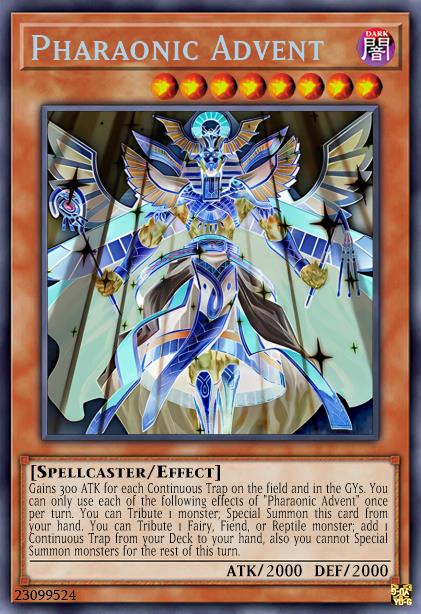 Pharaonic Advent
DARK
闇
[Spellcaster/Effect]
Gains 300 ATK for each Continuous Trap on the field and in the GYs. You
can only use each of the following effects of "Pharaonic Advent" once
per turn. You can Tribute 1 monster; Special Summon this card from
your hand. You can Tribute 1 Fairy, Fiend, or Reptile monster; add 1
Continuous Trap from your Deck to your hand, also you cannot Special
Summon monsters for the rest of this turn.
ATK/2000 DEF/2000
23099524